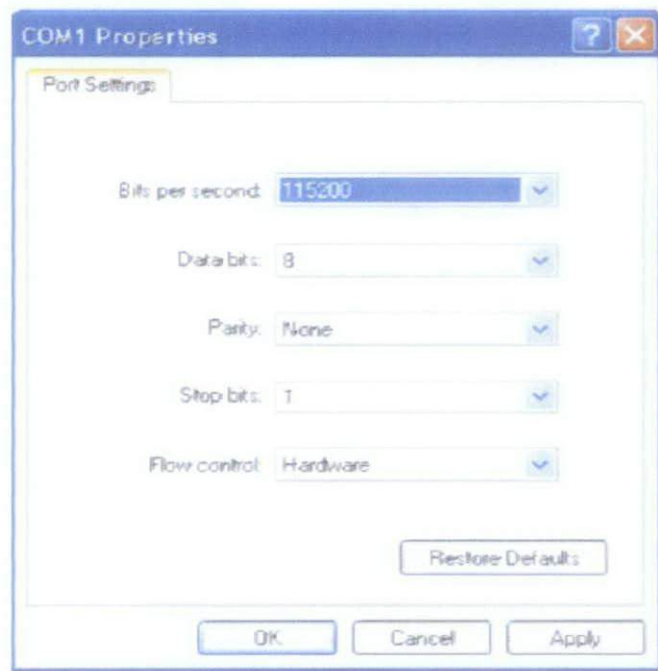 COM1 Properties
Port Settings
Bits per second: 115200
Data bits: 8
Parity: None
Stop bits: 1
Flow control: Hardware
Restore Defaults
OK Cancel Apply